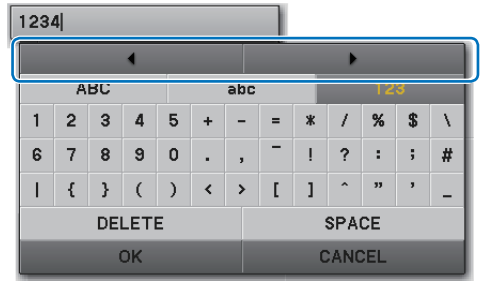 1234
◀ ▶
ABC abc 123
1 2 3 4 5 + - = * / % $ \
6 7 8 9 0 . , ‾ ! ? : ; #
| { } ( ) < > [ ] ^ " ' _
DELETE SPACE
OK CANCEL